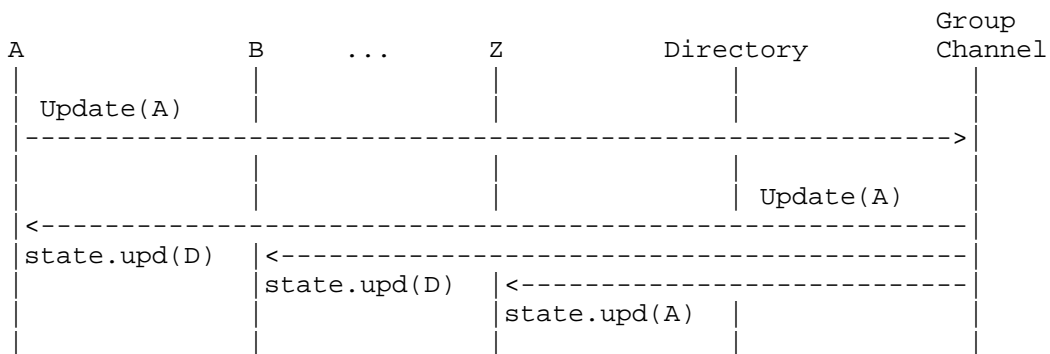 Group
A              B     ...     Z          Directory       Channel
|              |              |              |              |
| Update(A)    |              |              |              |
|---------------------------------------------------------->|
|              |              |              |              |
|              |              |              | Update(A)    |
|<----------------------------------------------------------|
|state.upd(D)  |<-------------------------------------------|
|              |state.upd(D)  |<----------------------------|
|              |              |state.upd(A)  |              |
|              |              |              |              |